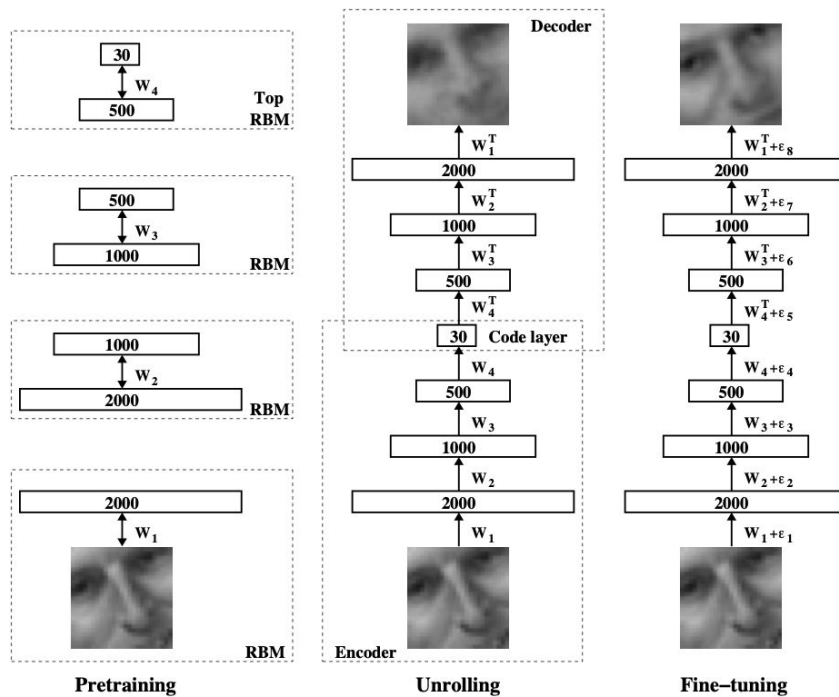 30
W₄
500
Top
RBM
500
W₃
1000
RBM
1000
W₂
2000
RBM
2000
W₁
RBM
Pretraining
Decoder
W₁ᵀ
2000
W₂ᵀ
1000
W₃ᵀ
500
W₄ᵀ
30 Code layer
W₄
500
W₃
1000
W₂
2000
W₁
Encoder
Unrolling
W₁ᵀ+ε₈
2000
W₂ᵀ+ε₇
1000
W₃ᵀ+ε₆
500
W₄ᵀ+ε₅
30
W₄+ε₄
500
W₃+ε₃
1000
W₂+ε₂
2000
W₁+ε₁
Fine-tuning